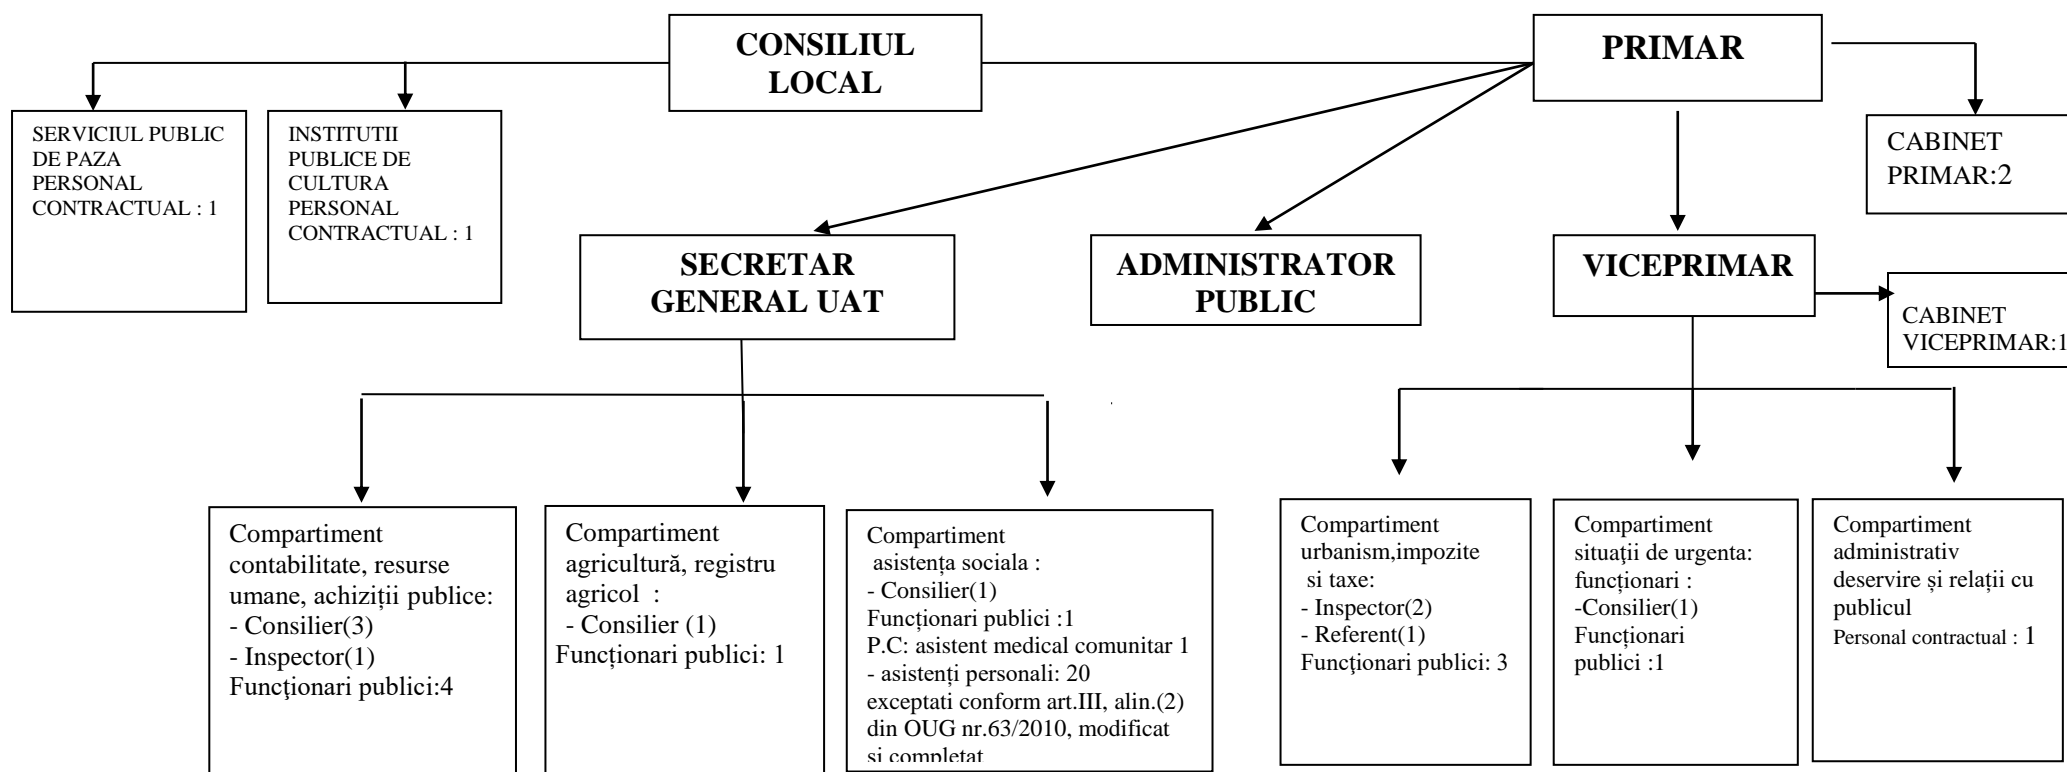 CONSILIUL
LOCAL
PRIMAR
SERVICIUL PUBLIC
DE PAZA
PERSONAL
CONTRACTUAL : 1
INSTITUTII
PUBLICE DE
CULTURA
PERSONAL
CONTRACTUAL : 1
CABINET
PRIMAR:2
SECRETAR
GENERAL UAT
ADMINISTRATOR
PUBLIC
VICEPRIMAR
CABINET
VICEPRIMAR:1
Compartiment
contabilitate, resurse
umane, achiziții publice:
- Consilier(3)
- Inspector(1)
Funcţionari publici:4
Compartiment
agricultură, registru
agricol :
- Consilier (1)
Funcționari publici: 1
Compartiment
asistența sociala :
- Consilier(1)
Funcționari publici :1
P.C: asistent medical comunitar 1
- asistenți personali: 20
exceptati conform art.III, alin.(2)
din OUG nr.63/2010, modificat
si completat
Compartiment
urbanism,impozite
si taxe:
- Inspector(2)
- Referent(1)
Funcţionari publici: 3
Compartiment
situații de urgenta:
funcționari :
-Consilier(1)
Funcționari
publici :1
Compartiment
administrativ
deservire și relații cu
publicul
Personal contractual : 1